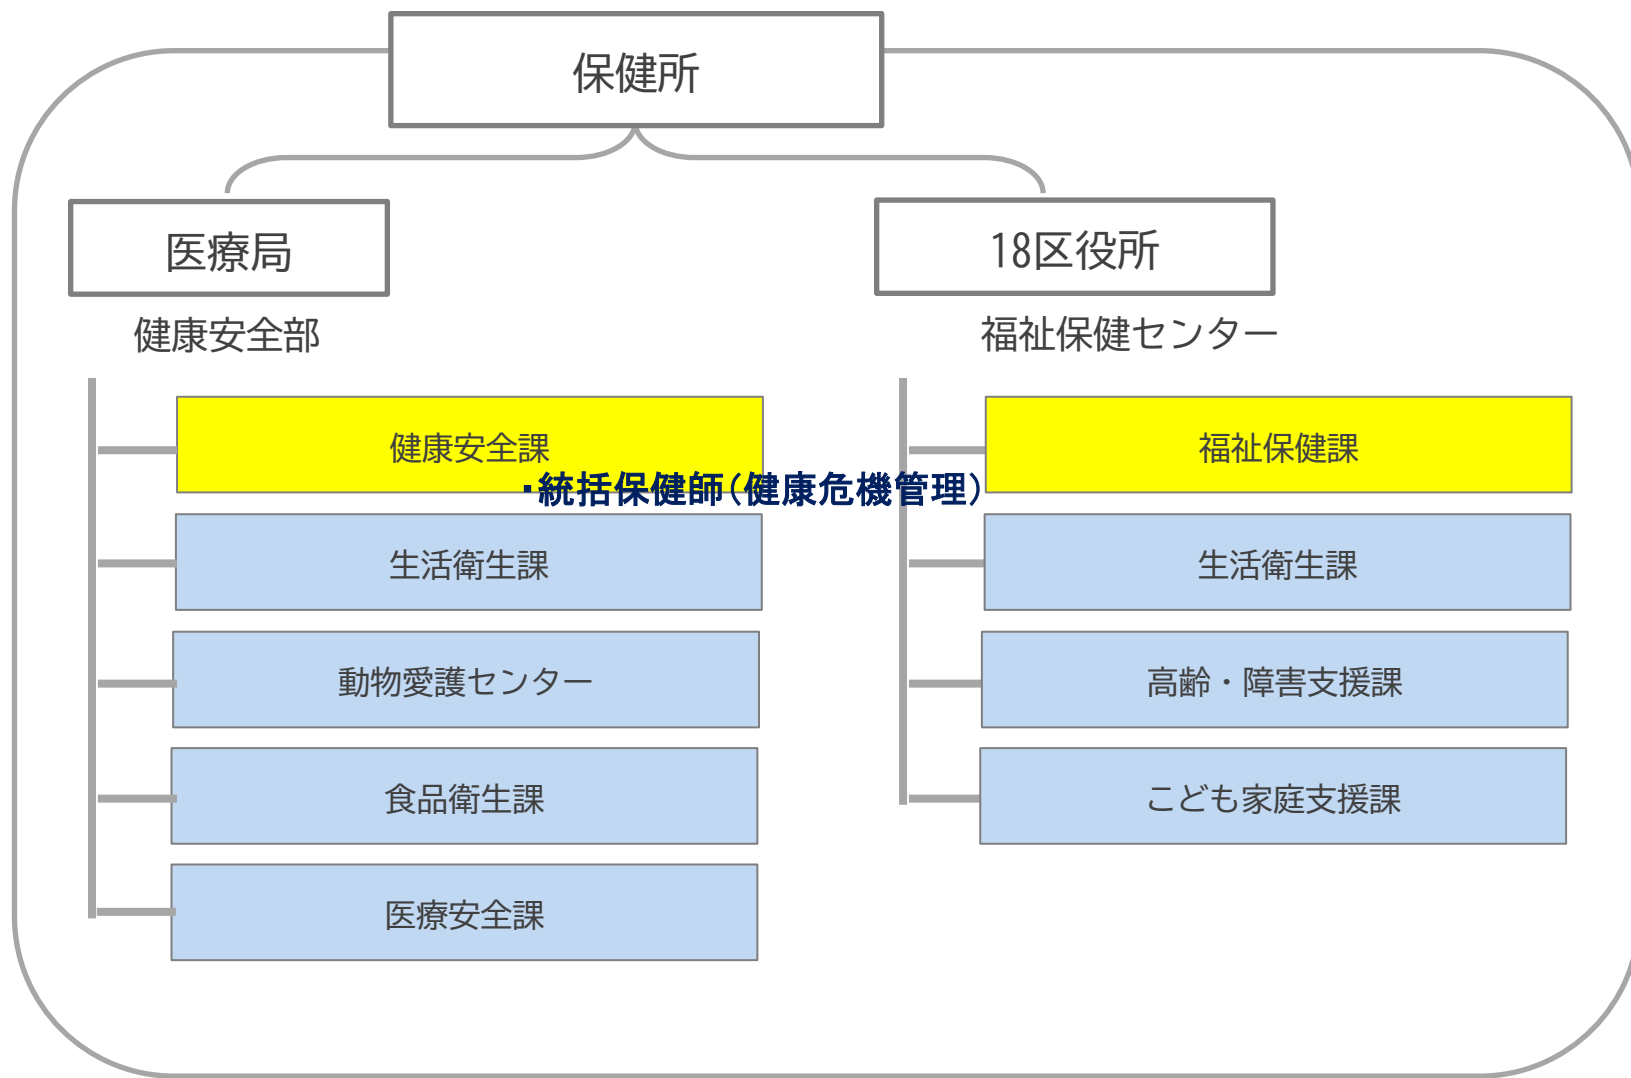 保健所
医療局
健康安全部
健康安全課
・統括保健師(健康危機管理)
生活衛生課
動物愛護センター
食品衛生課
医療安全課
18区役所
福祉保健センター
福祉保健課
生活衛生課
高齢・障害支援課
こども家庭支援課